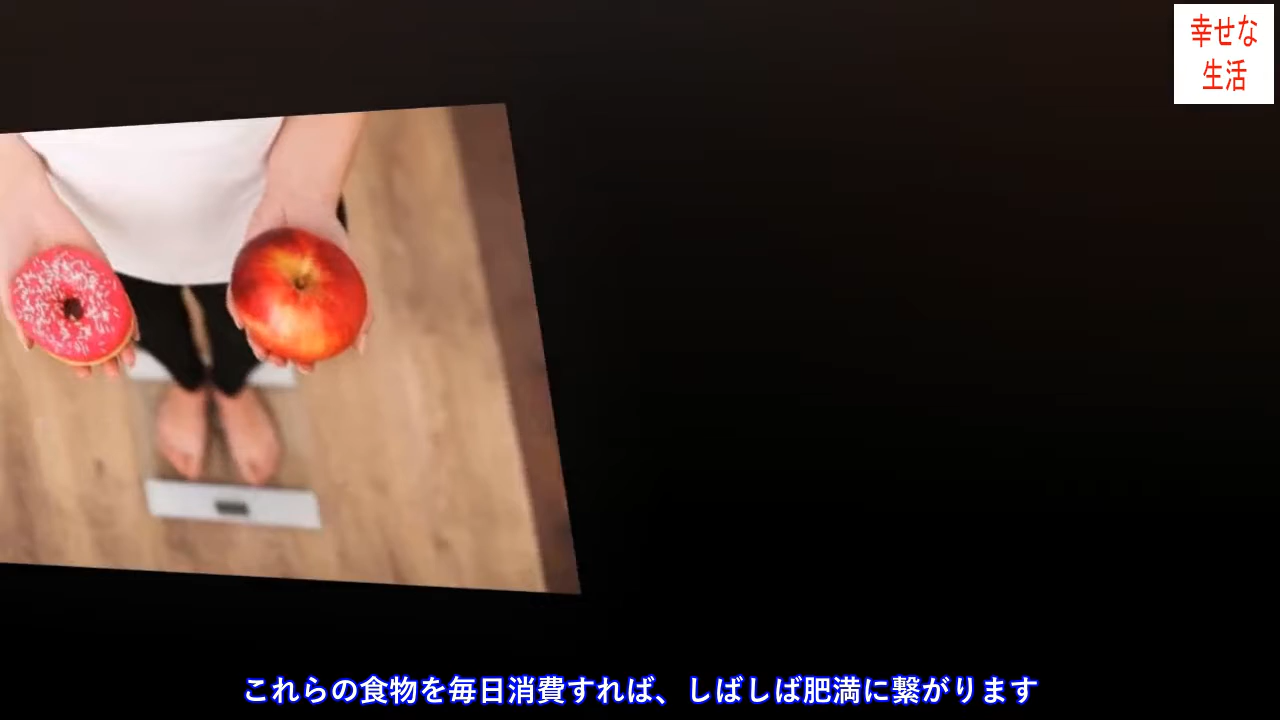 幸せな
生活
これらの食物を毎日消費すれば、しばしば肥満に繋がります